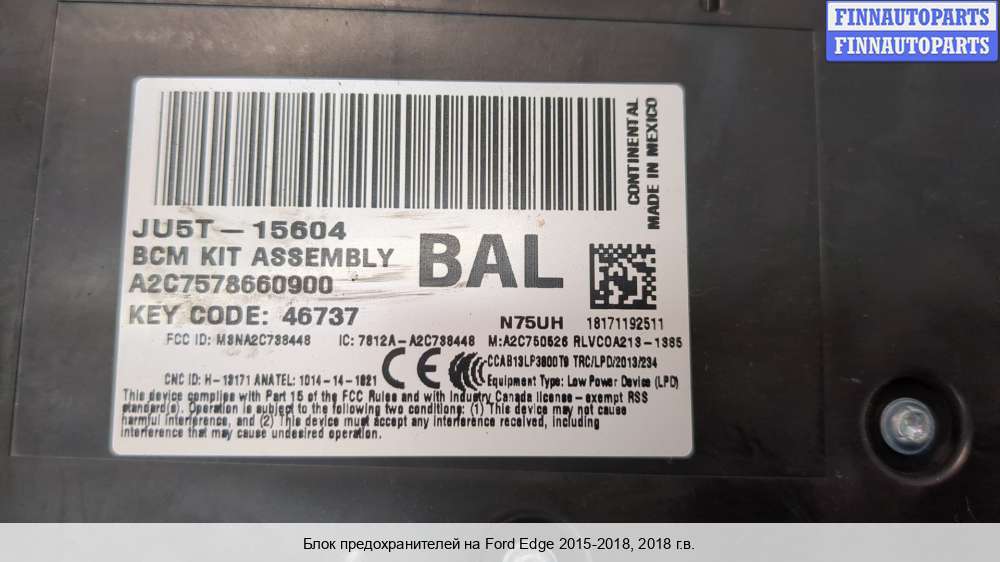 FINNAUTOPARTS
FINNAUTOPARTS
CONTINENTAL
MADE IN MEXICO
JU5T-15604
BCM KIT ASSEMBLY
BAL
A2C7578660900
KEY CODE: 46737
N75UH 18171192511
FCC ID: M3NA2C738448 IC: 7812A-A2C738448 M:A2C750526 RLVCOA213-1385
CCAB13LP3800T9 TRC/LPD/2013/234
CNC ID: H-13171 ANATEL: 1014-14-1821 CE Equipment Type: Low Power Device (LPD)
This device complies with Part 15 of the FCC Rules and with Industry Canada license-exempt RSS
standard(s). Operation is subject to the following two conditions: (1) This device may not cause
harmful interference, and (2) This device must accept any interference received, including
interference that may cause undesired operation.
Блок предохранителей на Ford Edge 2015-2018, 2018 г.в.